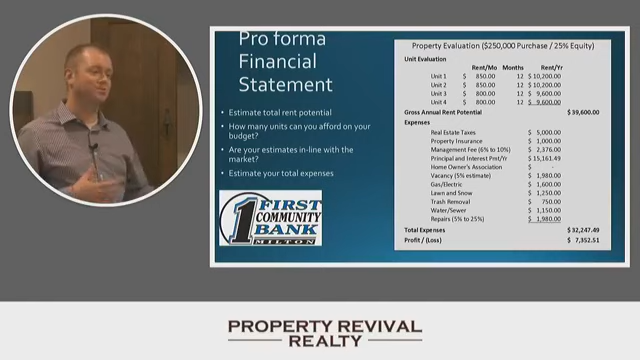 Pro forma
Financial
Statement
• Estimate total rent potential
• How many units can you afford on your
budget?
• Are your estimates in-line with the
market?
• Estimate your total expenses
1 FIRST
COMMUNITY
BANK
MILTON
Property Evaluation ($250,000 Purchase / 25% Equity)
Unit Evaluation
Rent/Mo Months Rent/Yr
Unit 1 $ 850.00 12 $ 10,200.00
Unit 2 $ 850.00 12 $ 10,200.00
Unit 3 $ 800.00 12 $ 9,600.00
Unit 4 $ 800.00 12 $ 9,600.00
Gross Annual Rent Potential $ 39,600.00
Expenses
Real Estate Taxes $ 5,000.00
Property Insurance $ 1,000.00
Management Fee (6% to 10%) $ 2,376.00
Principal and Interest Pmt/Yr $ 15,161.49
Home Owner's Association $ -
Vacancy (5% estimate) $ 1,980.00
Gas/Electric $ 1,600.00
Lawn and Snow $ 1,250.00
Trash Removal $ 750.00
Water/Sewer $ 1,150.00
Repairs (5% to 25%) $ 1,980.00
Total Expenses $ 32,247.49
Profit / (Loss) $ 7,352.51
PROPERTY REVIVAL
REALTY